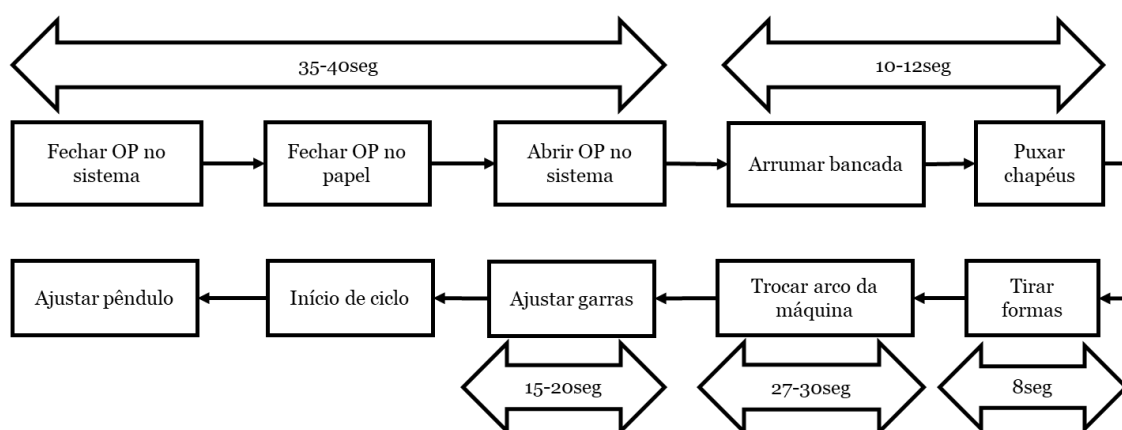 35-40seg
10-12seg
Fechar OP no
sistema
Fechar OP no
papel
Abrir OP no
sistema
Arrumar bancada
Puxar
chapéus
Ajustar pêndulo
Início de ciclo
Ajustar garras
Trocar arco da
máquina
Tirar
formas
15-20seg
27-30seg
8seg